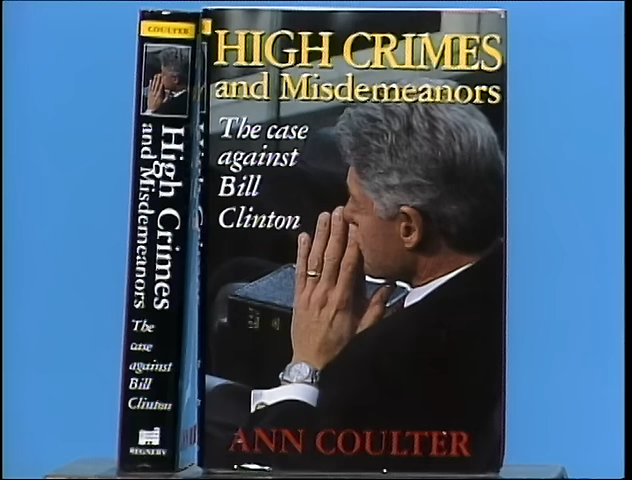 COULTER
High Crimes
and Misdemeanors
The
case
against
Bill
Clinton
REGNERY
HIGH CRIMES
and Misdemeanors
The case
against
Bill
Clinton
ANN COULTER